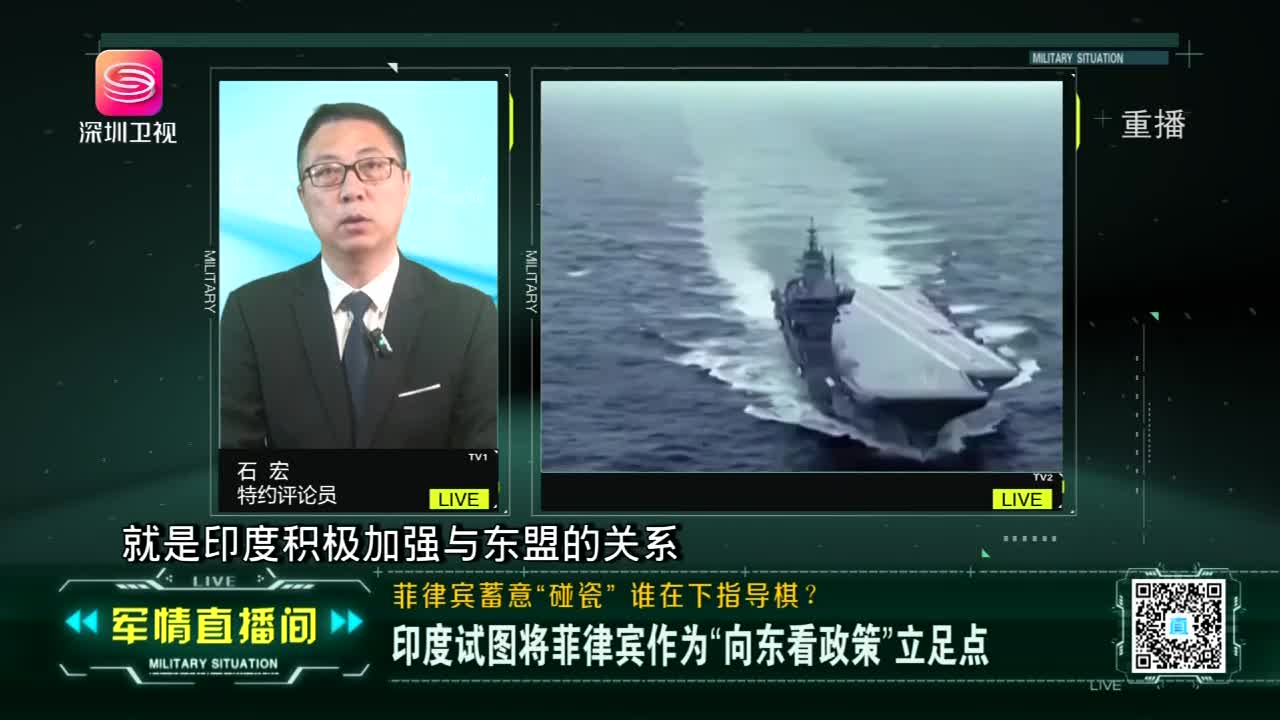 MILITARY SITUATION
深圳卫视
重播
MILITARY
MILITARY
石 宏
特约评论员
TV1
LIVE
TV2
LIVE
就是印度积极加强与东盟的关系
LIVE
军情直播间
MILITARY SITUATION
菲律宾蓄意“碰瓷” 谁在下指导棋？
印度试图将菲律宾作为“向东看政策”立足点
直
LIVE